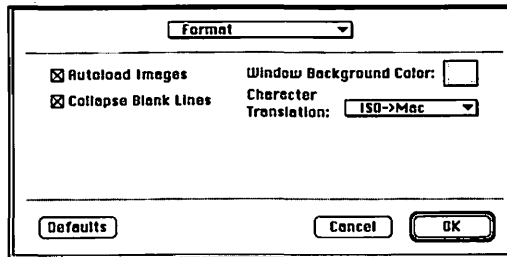 Format
Autoload Images
Window Background Color:
Collapse Blank Lines
Character
Translation:
ISO->Mac
Defaults
Cancel
OK